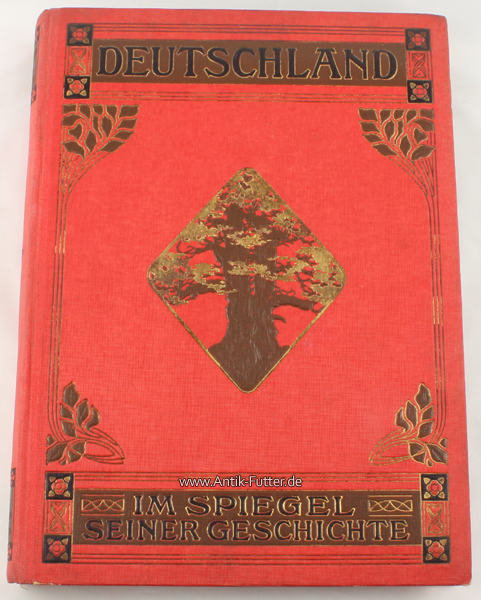 DEUTSCHLAND
www.Antik-Futter.de
IM SPIEGEL
SEINER GESCHICHTE